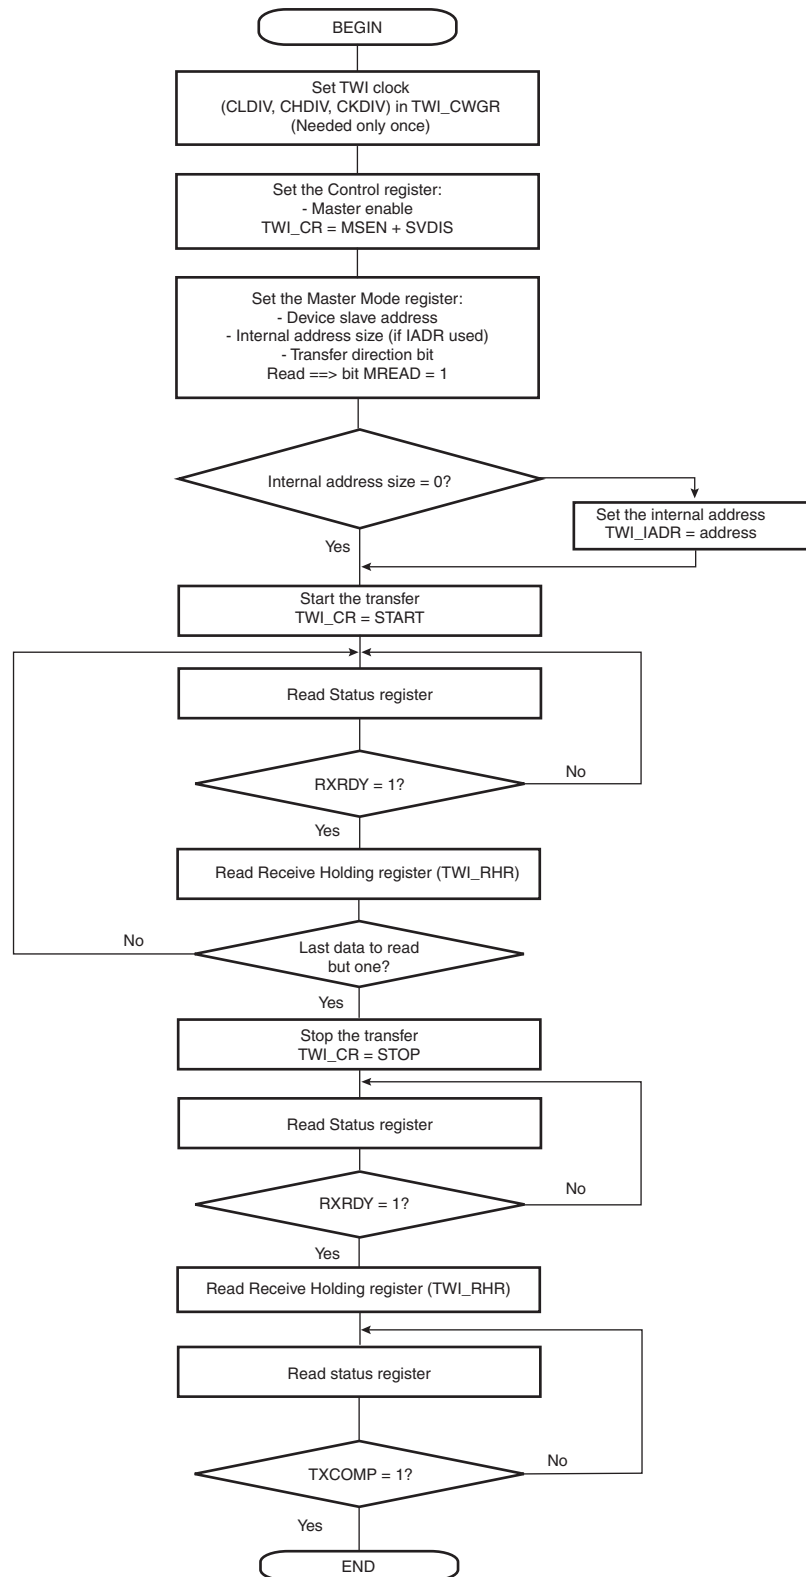 BEGIN
Set TWI clock
(CLDIV, CHDIV, CKDIV) in TWI_CWGR
(Needed only once)
Set the Control register:
- Master enable
TWI_CR = MSEN + SVDIS
Set the Master Mode register:
- Device slave address
- Internal address size (if IADR used)
- Transfer direction bit
Read ==> bit MREAD = 1
Internal address size = 0?
Set the internal address
TWI_IADR = address
Yes
Start the transfer
TWI_CR = START
Read Status register
RXRDY = 1?
No
Yes
Read Receive Holding register (TWI_RHR)
No
Last data to read
but one?
Yes
Stop the transfer
TWI_CR = STOP
Read Status register
RXRDY = 1?
No
Yes
Read Receive Holding register (TWI_RHR)
Read status register
TXCOMP = 1?
No
Yes
END